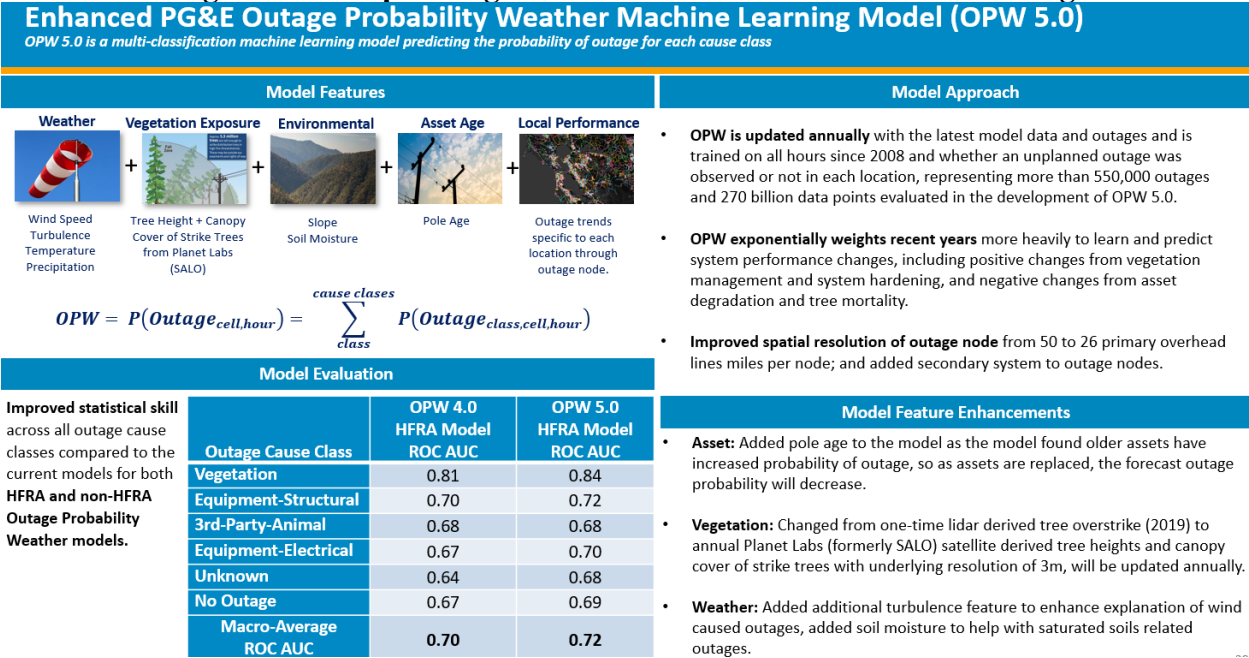 Enhanced PG&E Outage Probability Weather Machine Learning Model (OPW 5.0)
OPW 5.0 is a multi-classification machine learning model predicting the probability of outage for each cause class
Model Features
Weather
Vegetation Exposure
Environmental
Asset Age
Local Performance
+
+
+
+
Wind Speed
Turbulence
Temperature
Precipitation
Tree Height + Canopy
Cover of Strike Trees
from Planet Labs
(SALO)
Slope
Soil Moisture
Pole Age
Outage trends
specific to each
location through
outage node.
OPW = P(Outage cell,hour) = ∑ cause clases class P(Outage class,cell,hour)
Model Evaluation
Improved statistical skill
across all outage cause
classes compared to the
current models for both
HFRA and non-HFRA
Outage Probability
Weather models.
Outage Cause Class OPW 4.0 HFRA Model ROC AUC OPW 5.0 HFRA Model ROC AUC
Vegetation 0.81 0.84
Equipment-Structural 0.70 0.72
3rd-Party-Animal 0.68 0.68
Equipment-Electrical 0.67 0.70
Unknown 0.64 0.68
No Outage 0.67 0.69
Macro-Average ROC AUC 0.70 0.72
Model Approach
• OPW is updated annually with the latest model data and outages and is
trained on all hours since 2008 and whether an unplanned outage was
observed or not in each location, representing more than 550,000 outages
and 270 billion data points evaluated in the development of OPW 5.0.
• OPW exponentially weights recent years more heavily to learn and predict
system performance changes, including positive changes from vegetation
management and system hardening, and negative changes from asset
degradation and tree mortality.
• Improved spatial resolution of outage node from 50 to 26 primary overhead
lines miles per node; and added secondary system to outage nodes.
Model Feature Enhancements
• Asset: Added pole age to the model as the model found older assets have
increased probability of outage, so as assets are replaced, the forecast outage
probability will decrease.
• Vegetation: Changed from one-time lidar derived tree overstrike (2019) to
annual Planet Labs (formerly SALO) satellite derived tree heights and canopy
cover of strike trees with underlying resolution of 3m, will be updated annually.
• Weather: Added additional turbulence feature to enhance explanation of wind
caused outages, added soil moisture to help with saturated soils related
outages.